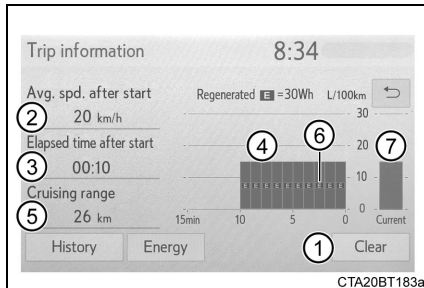 Trip information 8:34
Avg. spd. after start Regenerated E =30Wh L/100km
2 20 km/h 30
Elapsed time after start
3 00:10 4 6 20 7
E E E E E E E E E E 10
Cruising range
5 26 km 0
15min 10 5 0 Current
History Energy 1 Clear
CTA20BT183a